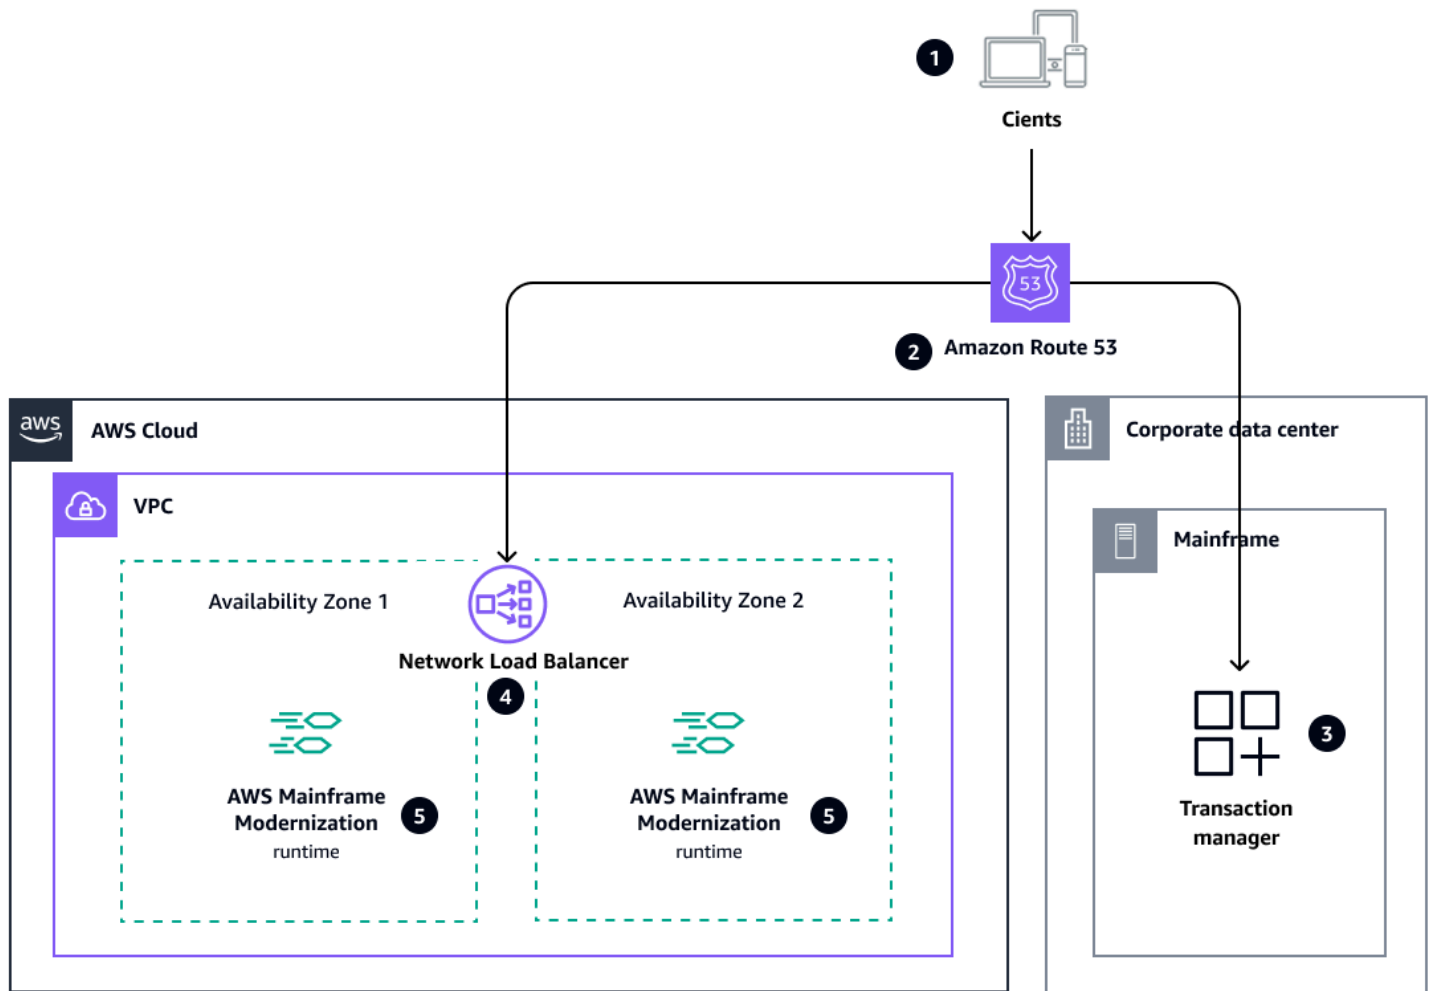 1
Cients
53
2 Amazon Route 53
aws
AWS Cloud
VPC
Availability Zone 1
Availability Zone 2
Network Load Balancer
4
AWS Mainframe
Modernization
runtime
5
AWS Mainframe
Modernization
runtime
5
Corporate data center
Mainframe
3
Transaction
manager